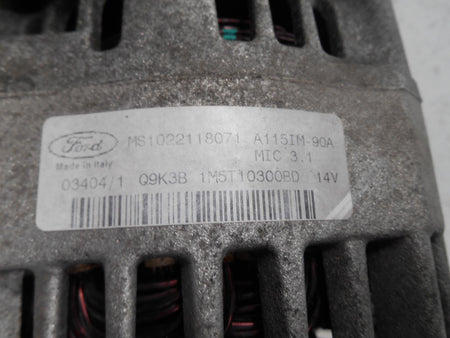 Ford
Made in Italy
MS1022118071 A115IM-90A
MIC 3.1
03404/1 Q9K3B 1M5T10300BD 14V